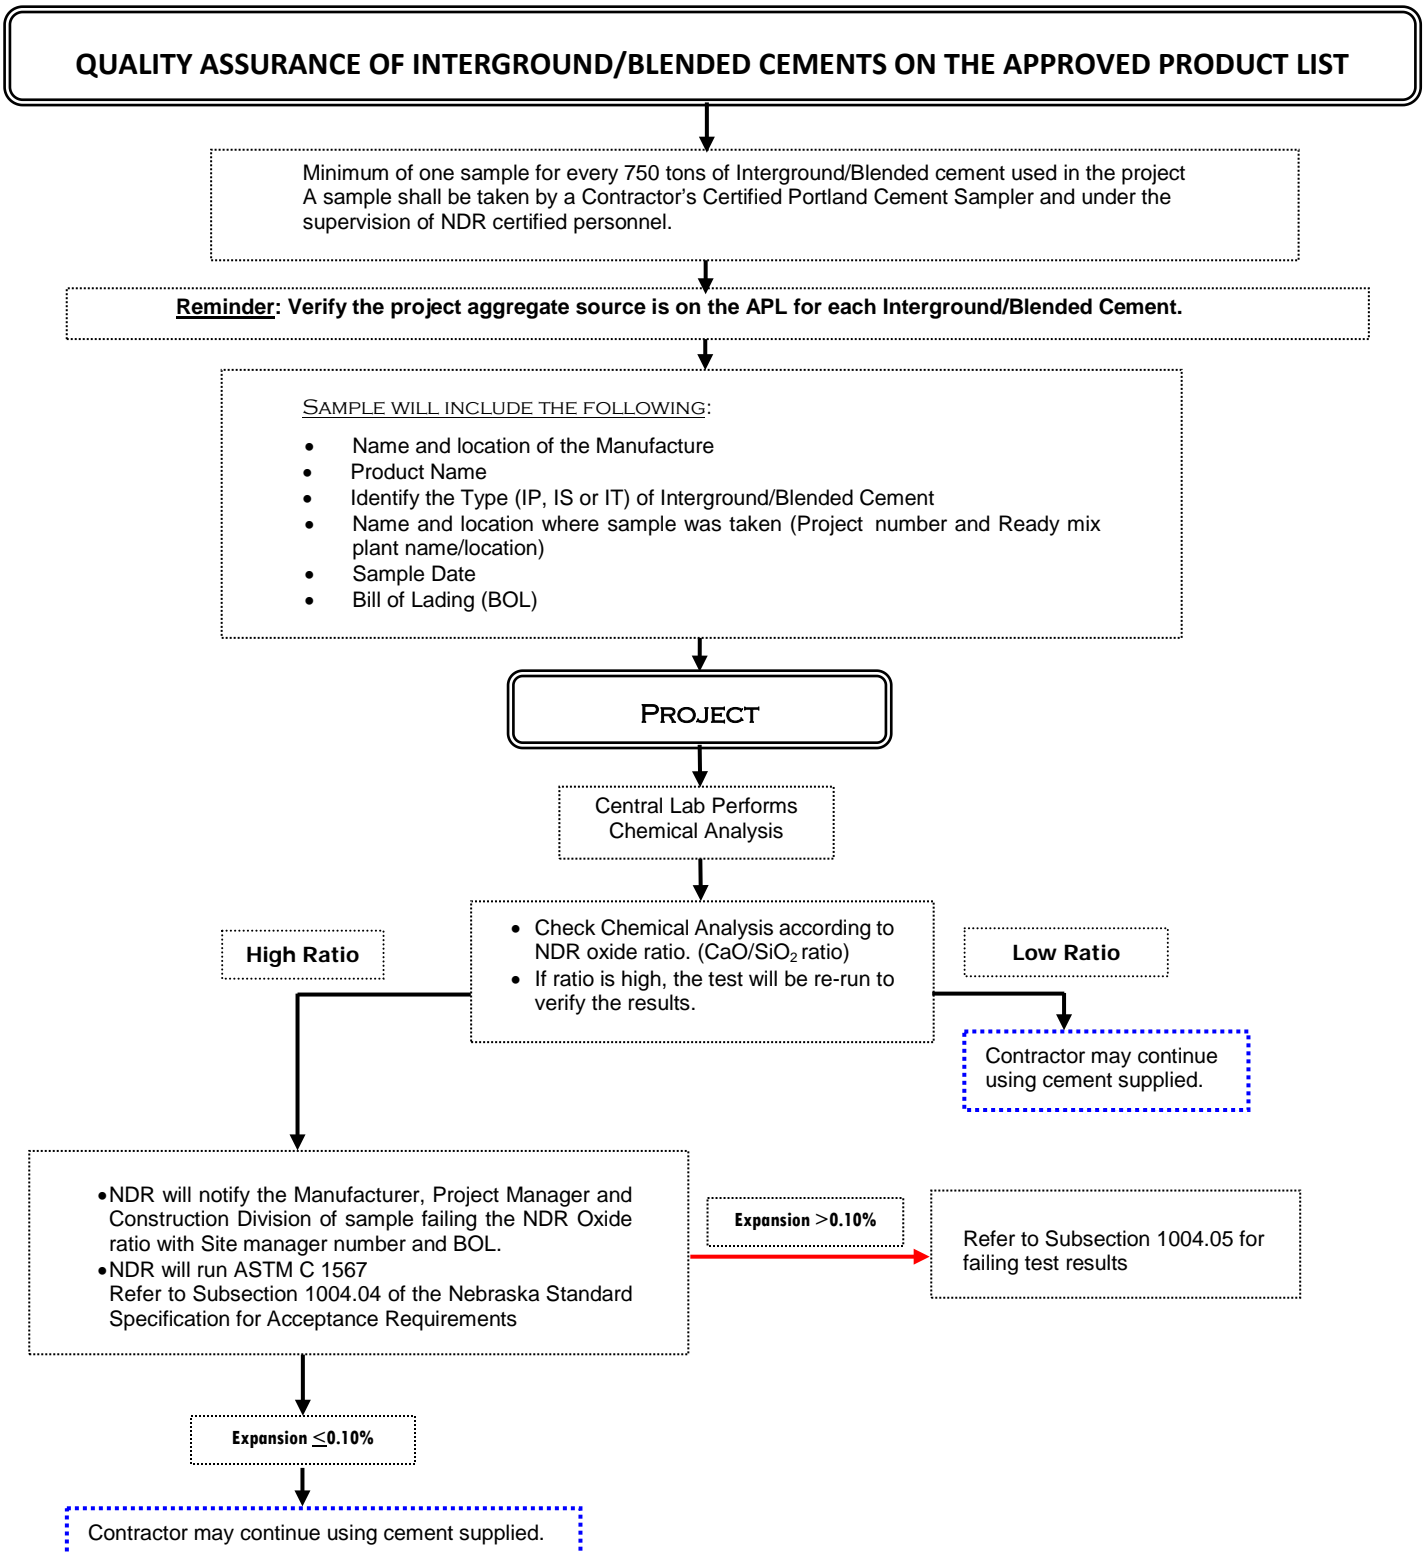 QUALITY ASSURANCE OF INTERGROUND/BLENDED CEMENTS ON THE APPROVED PRODUCT LIST
Minimum of one sample for every 750 tons of Interground/Blended cement used in the project
A sample shall be taken by a Contractor's Certified Portland Cement Sampler and under the
supervision of NDR certified personnel.
Reminder: Verify the project aggregate source is on the APL for each Interground/Blended Cement.
SAMPLE WILL INCLUDE THE FOLLOWING:
• Name and location of the Manufacture
• Product Name
• Identify the Type (IP, IS or IT) of Interground/Blended Cement
• Name and location where sample was taken (Project number and Ready mix
plant name/location)
• Sample Date
• Bill of Lading (BOL)
PROJECT
Central Lab Performs
Chemical Analysis
• Check Chemical Analysis according to
NDR oxide ratio. (CaO/SiO₂ ratio)
• If ratio is high, the test will be re-run to
verify the results.
High Ratio
Low Ratio
Contractor may continue
using cement supplied.
•NDR will notify the Manufacturer, Project Manager and
Construction Division of sample failing the NDR Oxide
ratio with Site manager number and BOL.
•NDR will run ASTM C 1567
Refer to Subsection 1004.04 of the Nebraska Standard
Specification for Acceptance Requirements
Expansion >0.10%
Refer to Subsection 1004.05 for
failing test results
Expansion ≤0.10%
Contractor may continue using cement supplied.